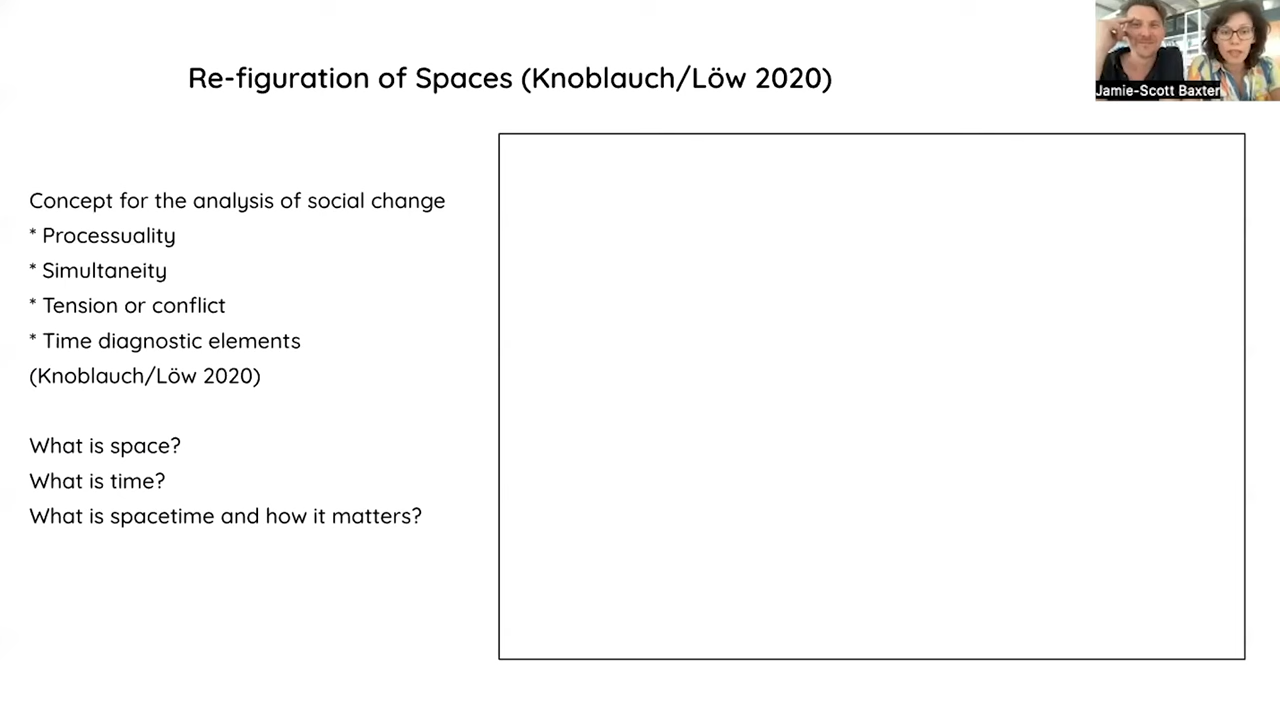 Re-figuration of Spaces (Knoblauch/Löw 2020)
Jamie-Scott Baxter
Concept for the analysis of social change
* Processuality
* Simultaneity
* Tension or conflict
* Time diagnostic elements
(Knoblauch/Löw 2020)
What is space?
What is time?
What is spacetime and how it matters?